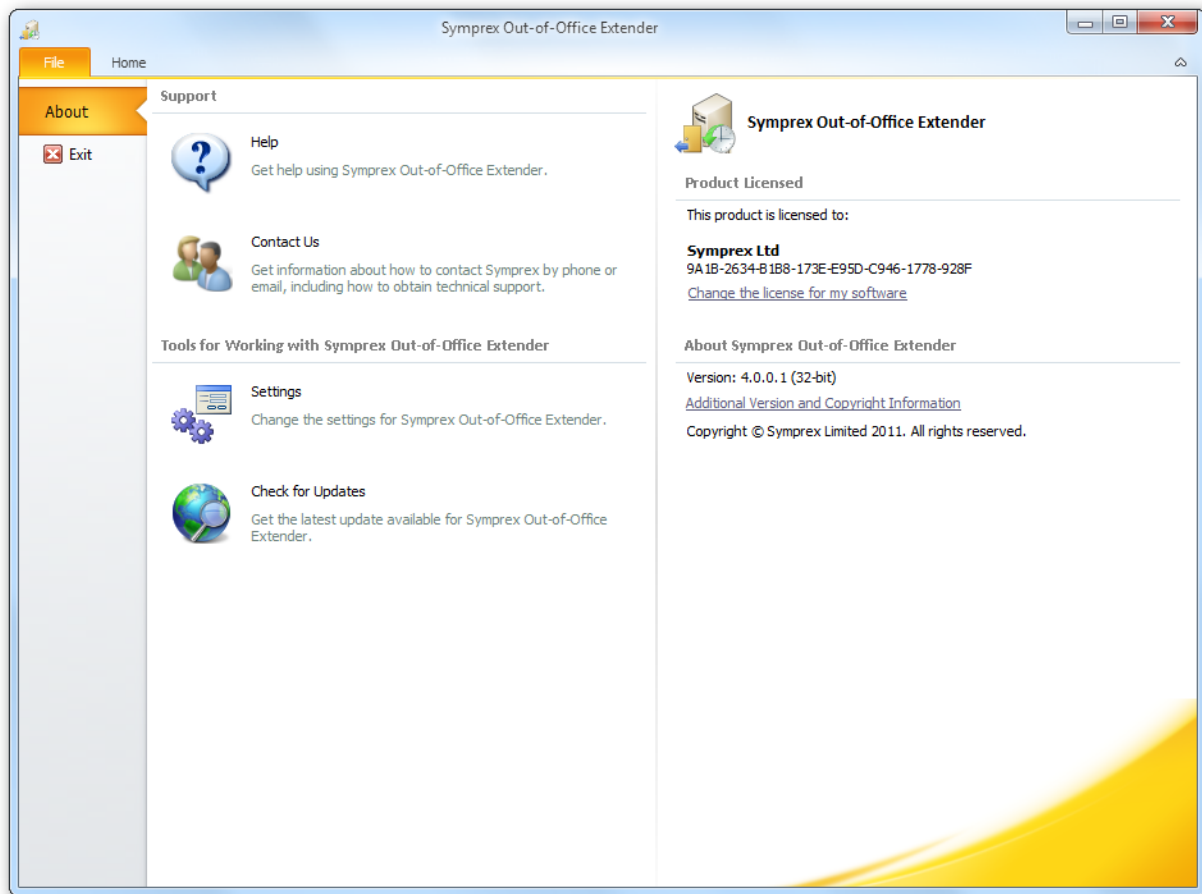 Symprex Out-of-Office Extender
File Home
About
Exit
Support
Help
Get help using Symprex Out-of-Office Extender.
Contact Us
Get information about how to contact Symprex by phone or
email, including how to obtain technical support.
Tools for Working with Symprex Out-of-Office Extender
Settings
Change the settings for Symprex Out-of-Office Extender.
Check for Updates
Get the latest update available for Symprex Out-of-Office
Extender.
Symprex Out-of-Office Extender
Product Licensed
This product is licensed to:
Symprex Ltd
9A1B-2634-B1B8-173E-E95D-C946-1778-928F
Change the license for my software
About Symprex Out-of-Office Extender
Version: 4.0.0.1 (32-bit)
Additional Version and Copyright Information
Copyright © Symprex Limited 2011. All rights reserved.